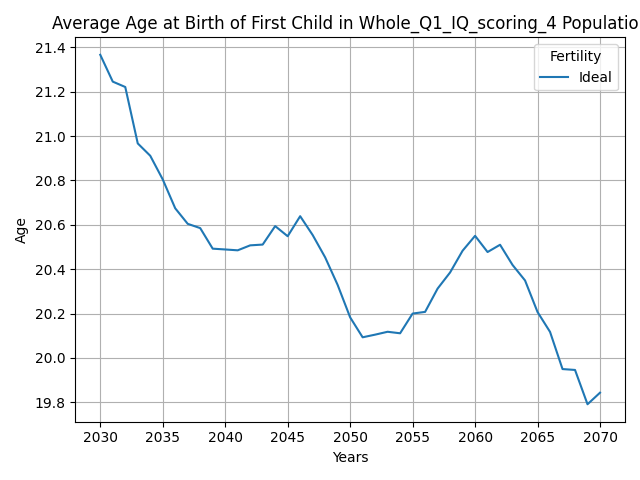 Average Age at Birth of First Child in Whole_Q1_IQ_scoring_4 Populatio
21.4
21.2
21.0
20.8
20.6
20.4
20.2
20.0
19.8
Age
Fertility
Ideal
2030 2035 2040 2045 2050 2055 2060 2065 2070
Years